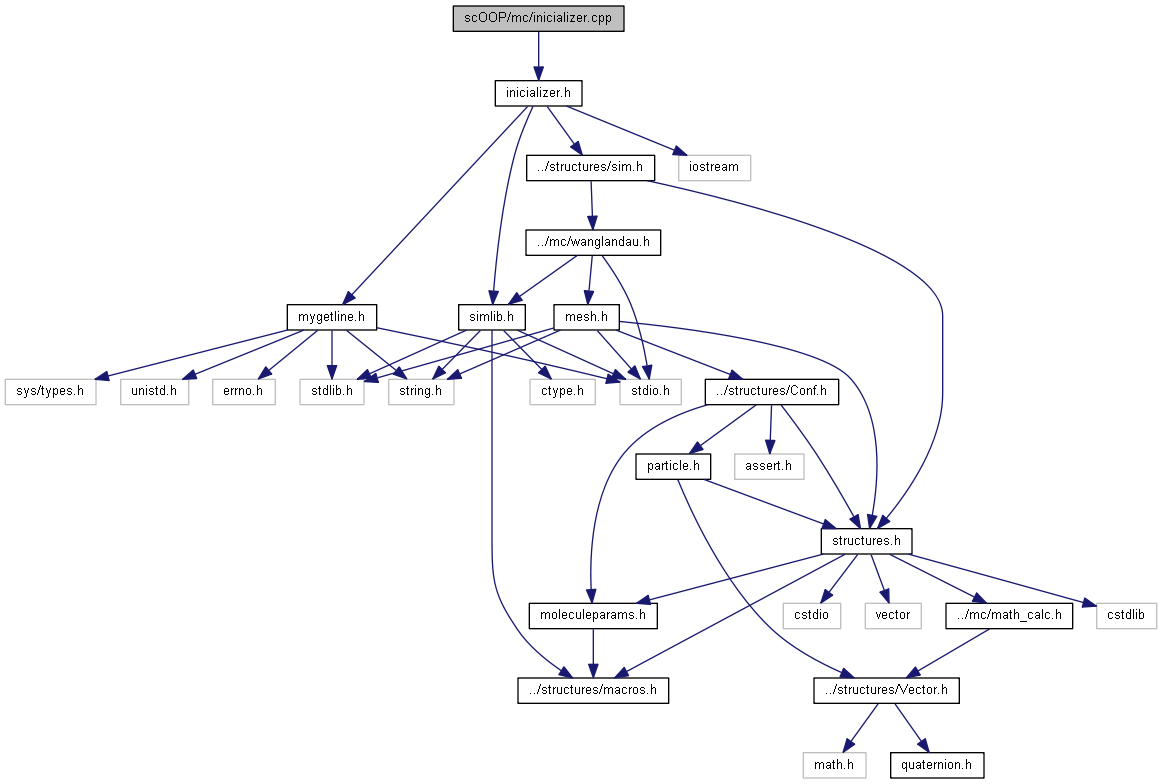 scOOP/mc/inicializer.cpp
inicializer.h
../structures/sim.h
iostream
../mc/wanglandau.h
mygetline.h
simlib.h
mesh.h
sys/types.h
unistd.h
errno.h
stdlib.h
string.h
ctype.h
stdio.h
../structures/Conf.h
particle.h
assert.h
structures.h
moleculeparams.h
cstdio
vector
../mc/math_calc.h
cstdlib
../structures/macros.h
../structures/Vector.h
math.h
quaternion.h